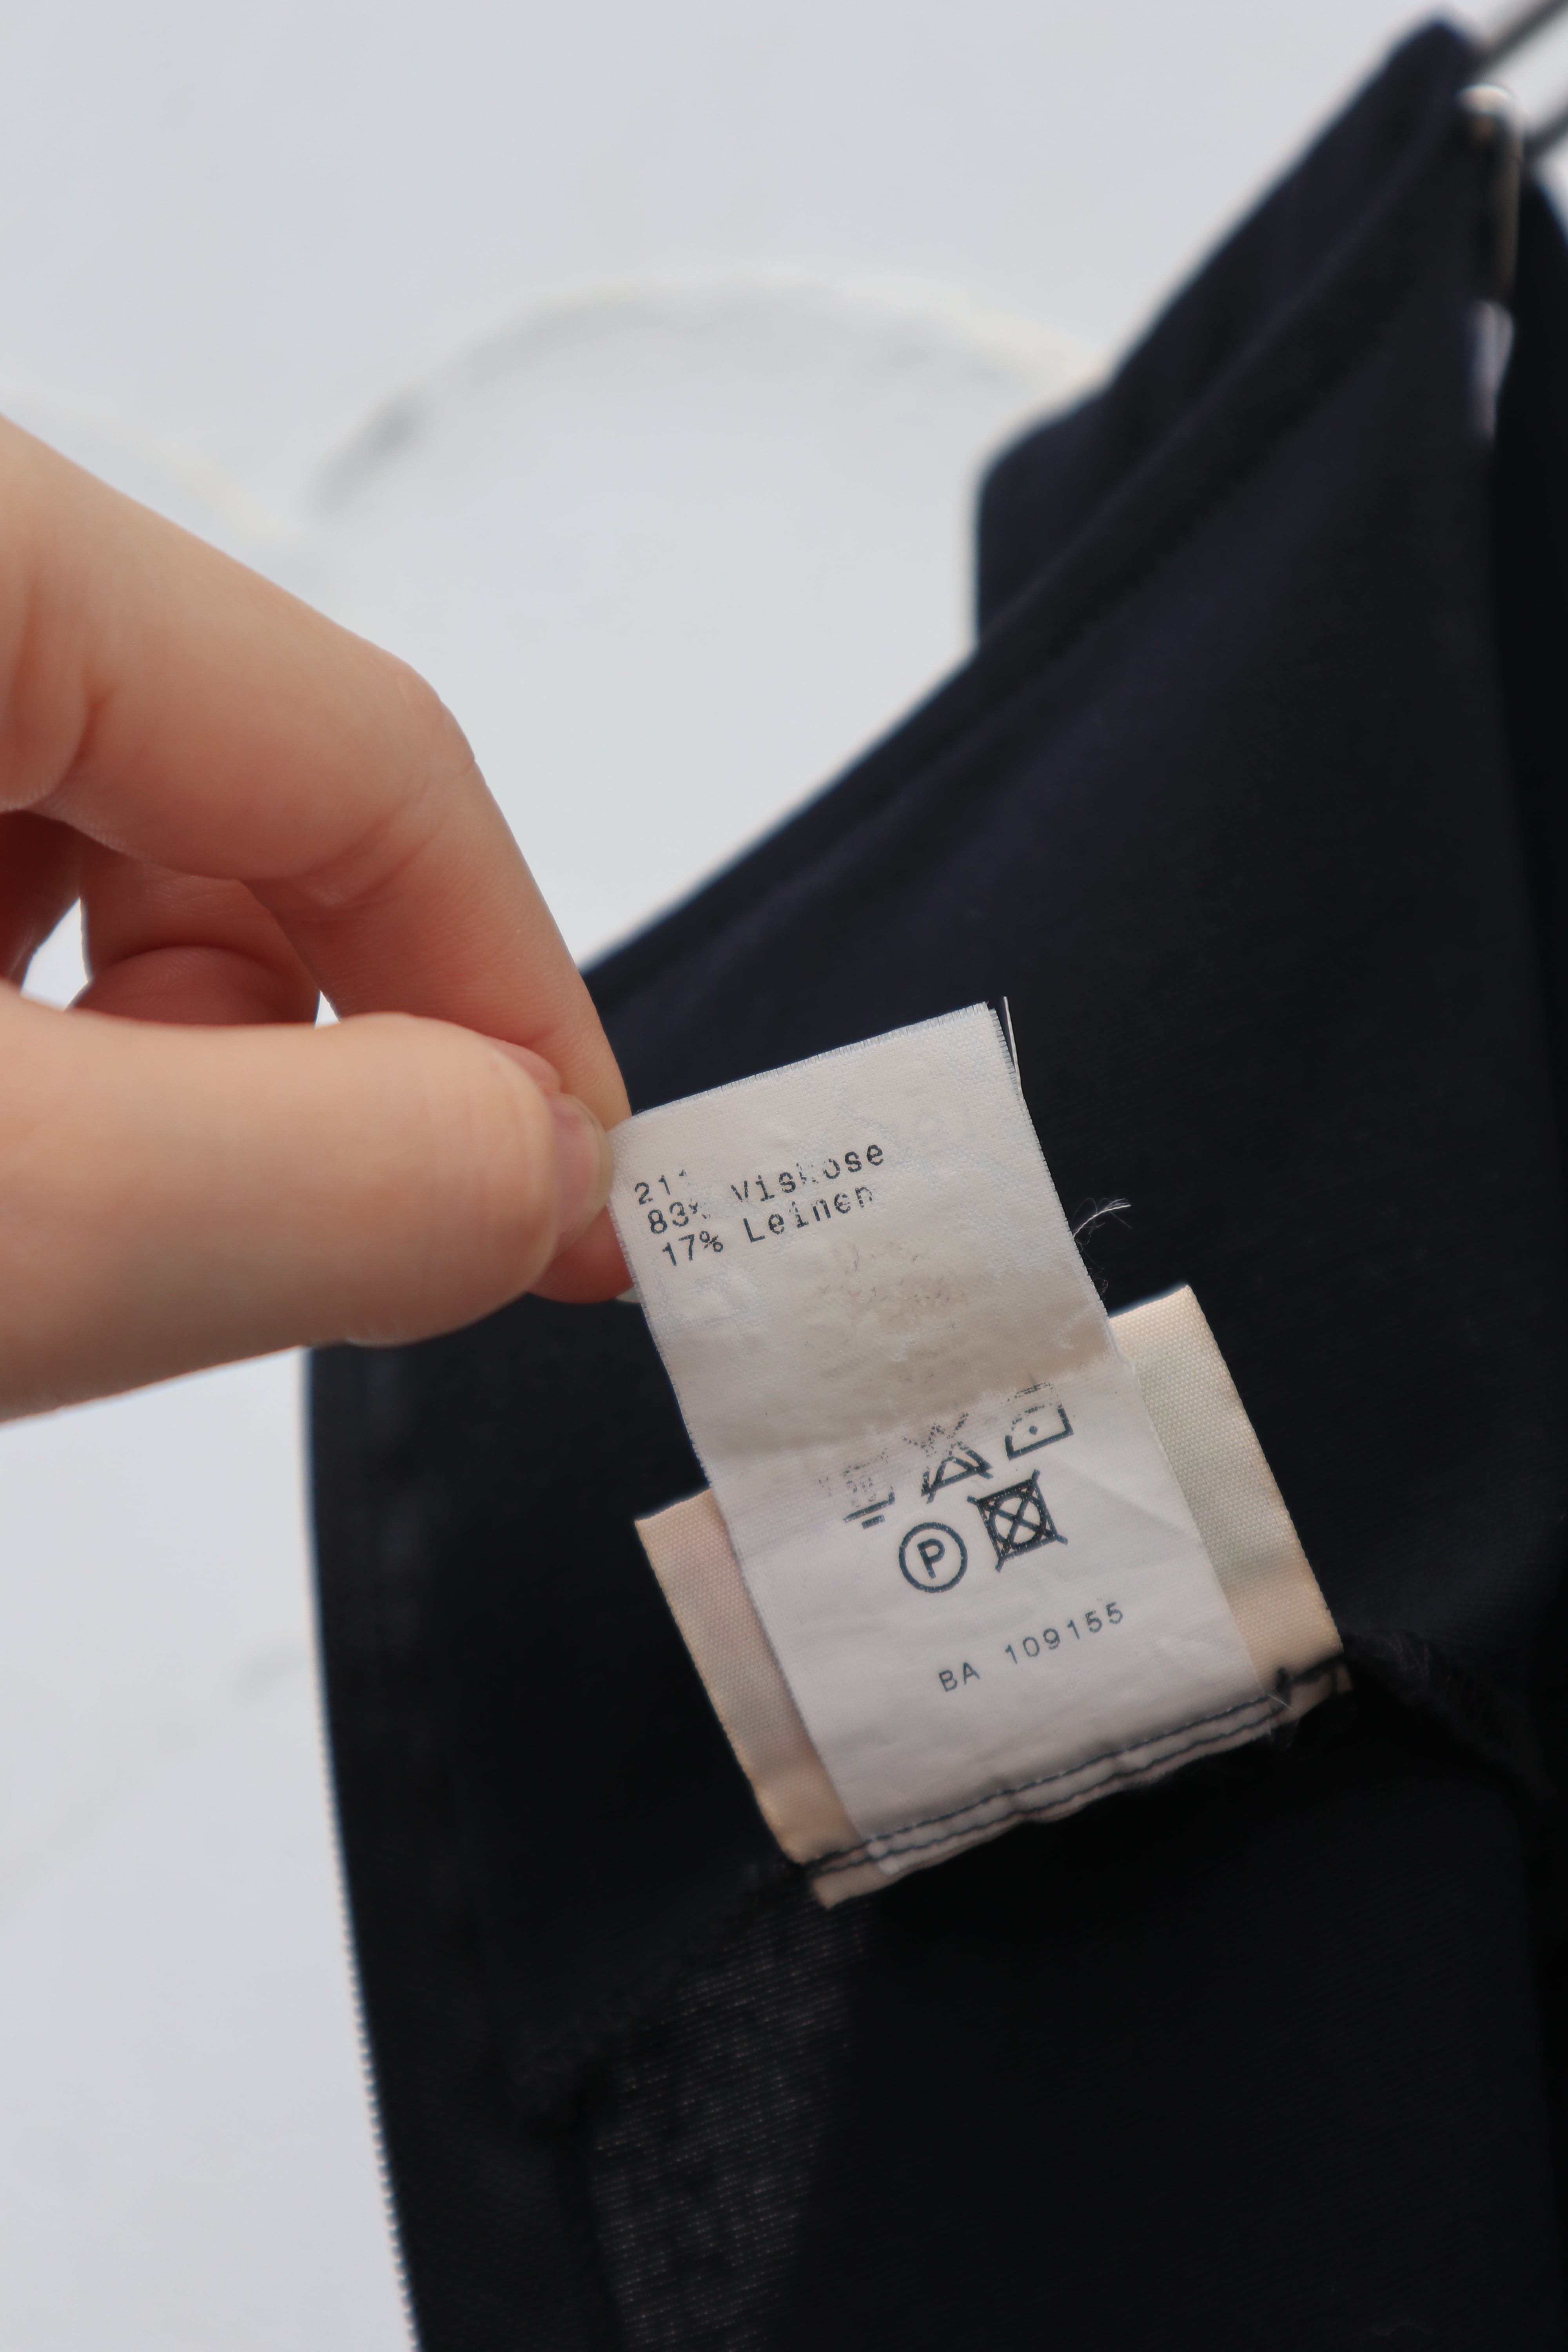 83% Viskose
17% Leinen
P
BA 109155